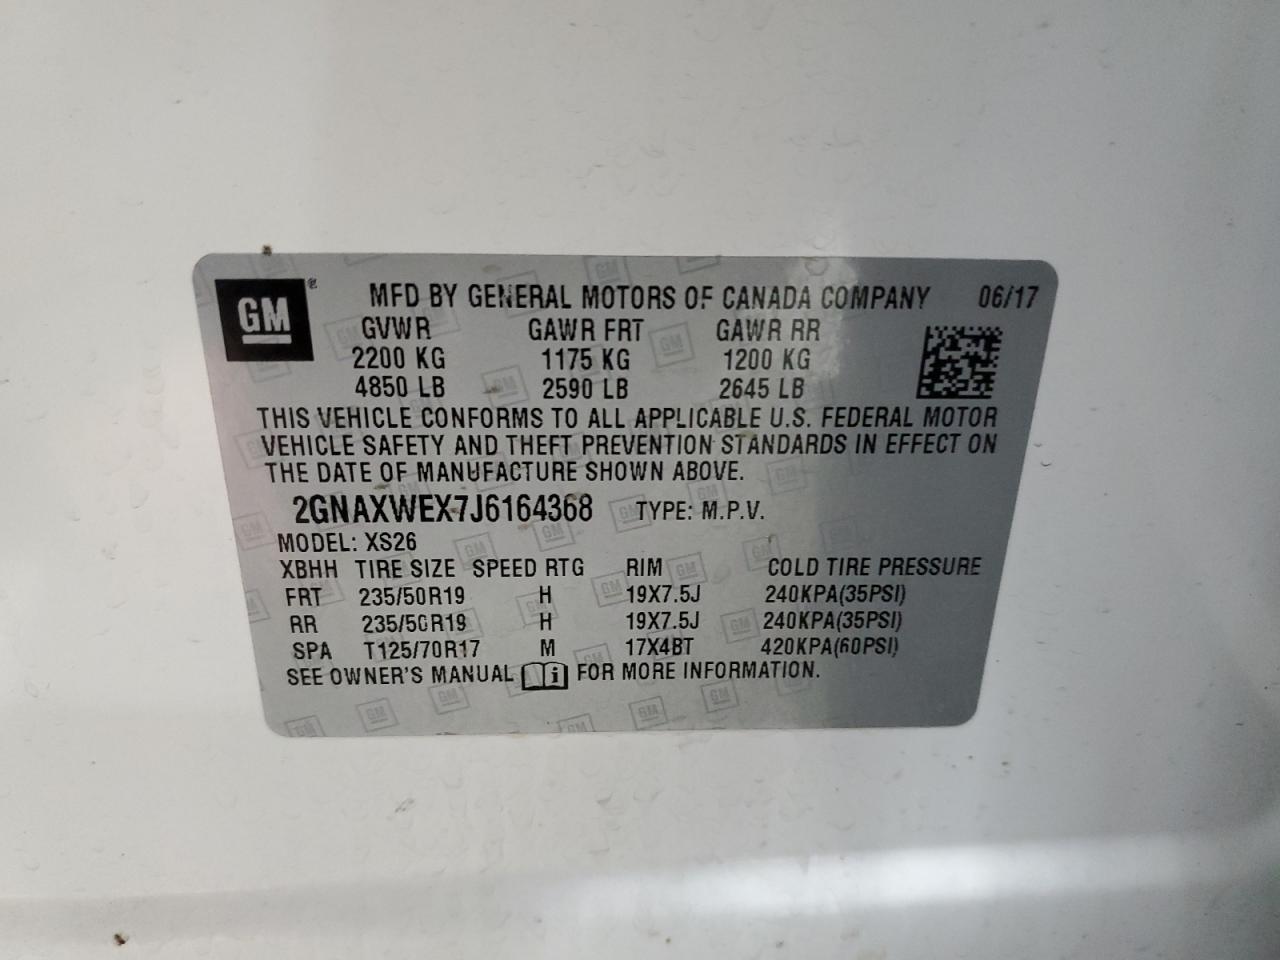 GM
MFD BY GENERAL MOTORS OF CANADA COMPANY 06/17
GVWR GAWR FRT GAWR RR
2200 KG 1175 KG 1200 KG
4850 LB 2590 LB 2645 LB
THIS VEHICLE CONFORMS TO ALL APPLICABLE U.S. FEDERAL MOTOR
VEHICLE SAFETY AND THEFT PREVENTION STANDARDS IN EFFECT ON
THE DATE OF MANUFACTURE SHOWN ABOVE.
2GNAXWEX7J6164368 TYPE: M.P.V.
MODEL: XS26
XBHH TIRE SIZE SPEED RTG RIM COLD TIRE PRESSURE
FRT 235/50R19 H 19X7.5J 240KPA(35PSI)
RR 235/50R19 H 19X7.5J 240KPA(35PSI)
SPA T125/70R17 M 17X4BT 420KPA(60PSI)
SEE OWNER'S MANUAL i FOR MORE INFORMATION.